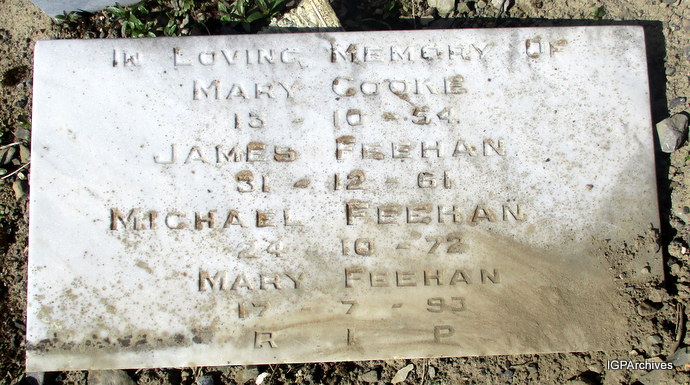 IN LOVING MEMORY OF
MARY COOKE
15 - 10 - 54
JAMES FEEHAN
31 - 12 - 61
MICHAEL FEEHAN
24 - 10 - 72
MARY FEEHAN
17 - 7 - 93
R I P
IGPArchives